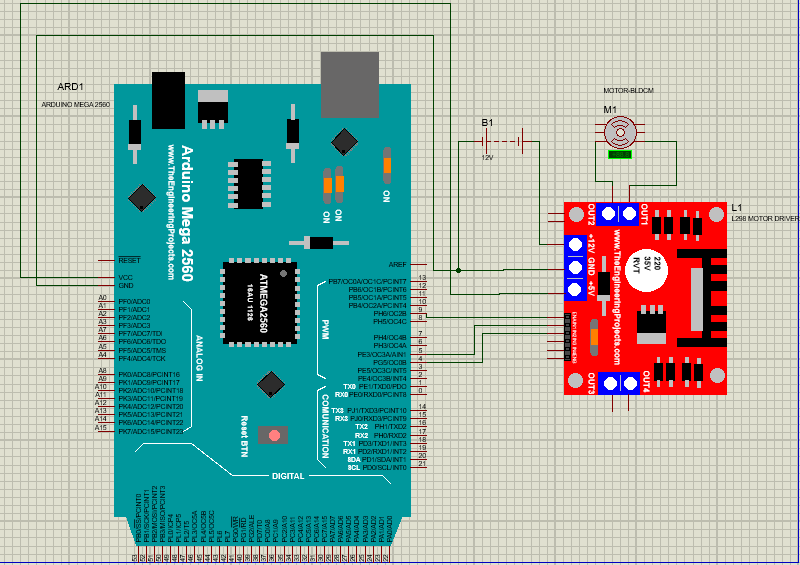 ARD1
ARDUINO MEGA 2560
Arduino Mega 2560
www.TheEngineeringProjects.com
ON
ON
ON
RESET
VCC
GND
AREF
ATMEGA2560
16AU 1126
A0 PF0/ADC0
A1 PF1/ADC1
A2 PF2/ADC2
A3 PF3/ADC3
A4 PF4/ADC4/TCK
A5 PF5/ADC5/TMS
A6 PF6/ADC6/TDO
A7 PF7/ADC7/TDI
A8 PK0/ADC8/PCINT16
A9 PK1/ADC9/PCINT17
A10 PK2/ADC10/PCINT18
A11 PK3/ADC11/PCINT19
A12 PK4/ADC12/PCINT20
A13 PK5/ADC13/PCINT21
A14 PK6/ADC14/PCINT22
A15 PK7/ADC15/PCINT23
ANALOG IN
PWM
COMUNICATION
DIGITAL
Reset BTN
PB7/OC0A/OC1C/PCINT7 13
PB6/OC1B/PCINT6 12
PB5/OC1A/PCINT5 11
PB4/OC2A/PCINT4 10
PH6/OC2B 9
PH5/OC4C 8
PH4/OC4B 7
PH3/OC4A 6
PE3/OC3A/AIN1 5
PG5/OC0B 4
PE5/OC3C/INT5 3
PE4/OC3B/INT4 2
TX0 PE1/TXD0/PDO 1
RX0 PE0/RXD0/PCINT8 0
TX3 PJ1/TXD3/PCINT10 14
RX3 PJ0/RXD3/PCINT9 15
TX2 PH1/TXD2 16
RX2 PH0/RXD2 17
TX1 PD3/TXD1/INT3 18
RX1 PD2/RXD1/INT2 19
SDA PD1/SDA/INT1 20
SCL PD0/SCL/INT0 21
B1
12V
MOTOR-BLDCM
M1
L1
L298 MOTOR DRIVER
OUT2
OUT1
+12V
GND
+5V
www.TheEngineeringProjects.com
220
35V
RVT
OUT3
OUT4